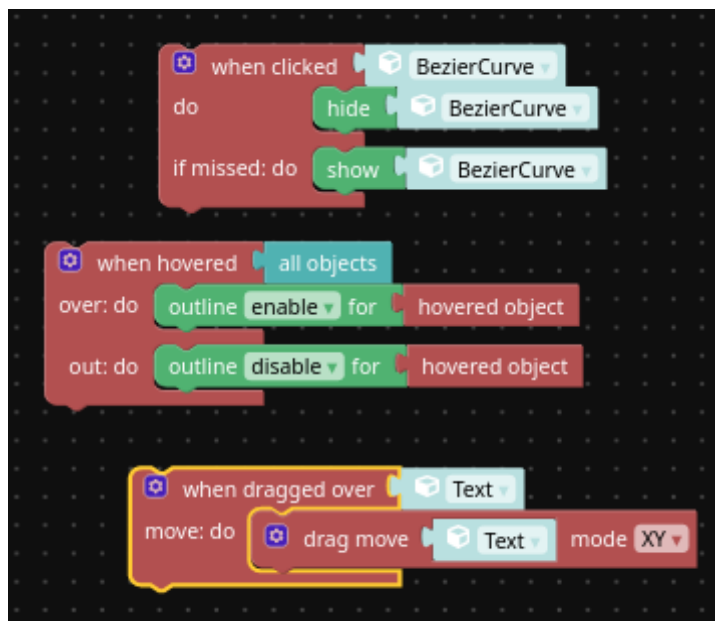 when clicked BezierCurve
do hide BezierCurve
if missed: do show BezierCurve
when hovered all objects
over: do outline enable for hovered object
out: do outline disable for hovered object
when dragged over Text
move: do drag move Text mode XY